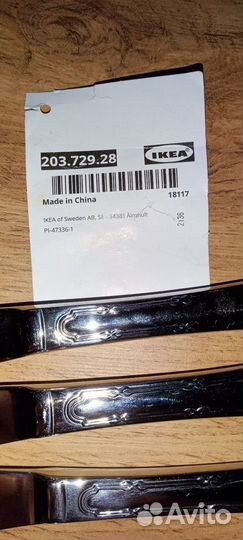 203.729.28
IKEA
Made in China
18117
IKEA of Sweden AB, SE - 34381 Älmhult
PI-47336-1
Avito